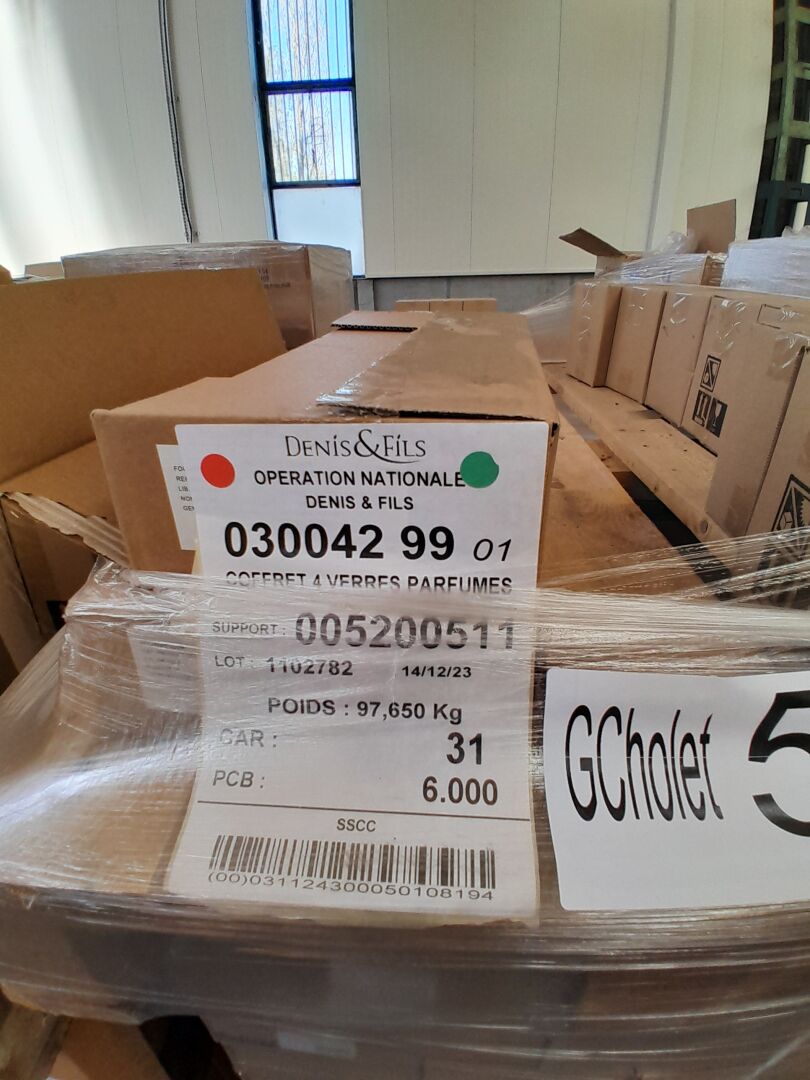 DENIS&FILS
OPERATION NATIONALE
DENIS & FILS
030042 99 01
COFFRET 4 VERRES PARFUMES
SUPPORT : 005200511
LOT : 1102782 14/12/23
POIDS : 97,650 Kg
CAR : 31
PCB : 6.000
SSCC
(00)031124300050108194
GCholet 5